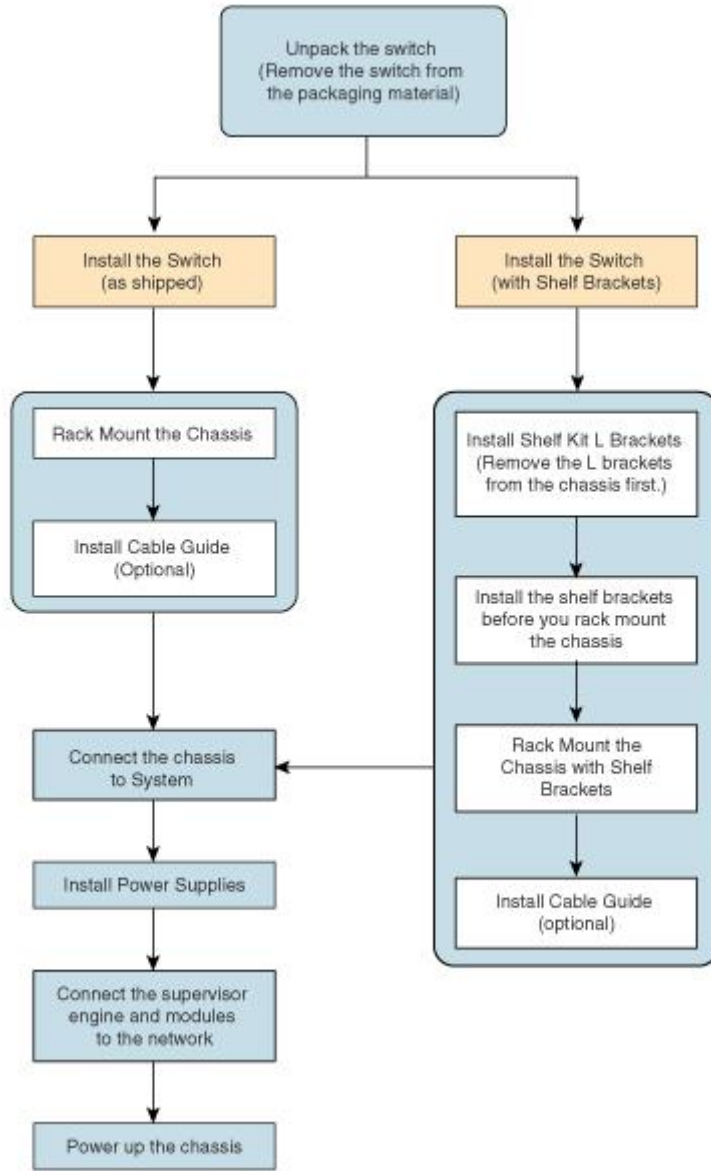 Unpack the switch
(Remove the switch from
the packaging material)
Install the Switch
(as shipped)
Install the Switch
(with Shelf Brackets)
Rack Mount the Chassis
Install Cable Guide
(Optional)
Install Shelf Kit L Brackets
(Remove the L brackets
from the chassis first.)
Install the shelf brackets
before you rack mount
the chassis
Rack Mount the
Chassis with Shelf
Brackets
Install Cable Guide
(optional)
Connect the chassis
to System
Install Power Supplies
Connect the supervisor
engine and modules
to the network
Power up the chassis